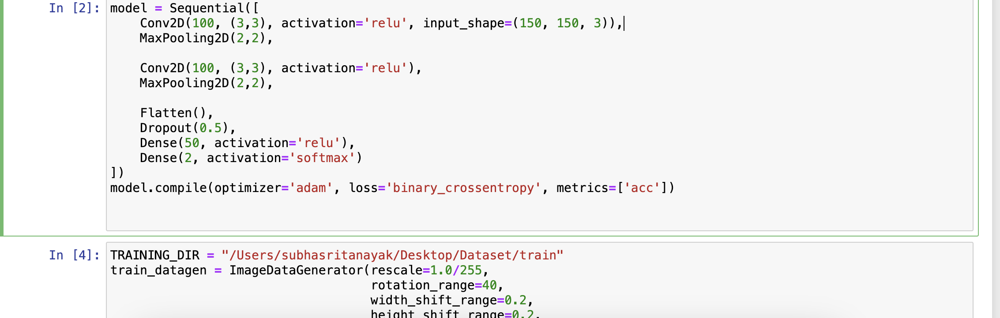 In [2]: model = Sequential([
    Conv2D(100, (3,3), activation='relu', input_shape=(150, 150, 3)),
    MaxPooling2D(2,2),

    Conv2D(100, (3,3), activation='relu'),
    MaxPooling2D(2,2),

    Flatten(),
    Dropout(0.5),
    Dense(50, activation='relu'),
    Dense(2, activation='softmax')
])
model.compile(optimizer='adam', loss='binary_crossentropy', metrics=['acc'])
In [4]: TRAINING_DIR = "/Users/subhasritanayak/Desktop/Dataset/train"
train_datagen = ImageDataGenerator(rescale=1.0/255,
                                   rotation_range=40,
                                   width_shift_range=0.2,
                                   height_shift_range=0.2,